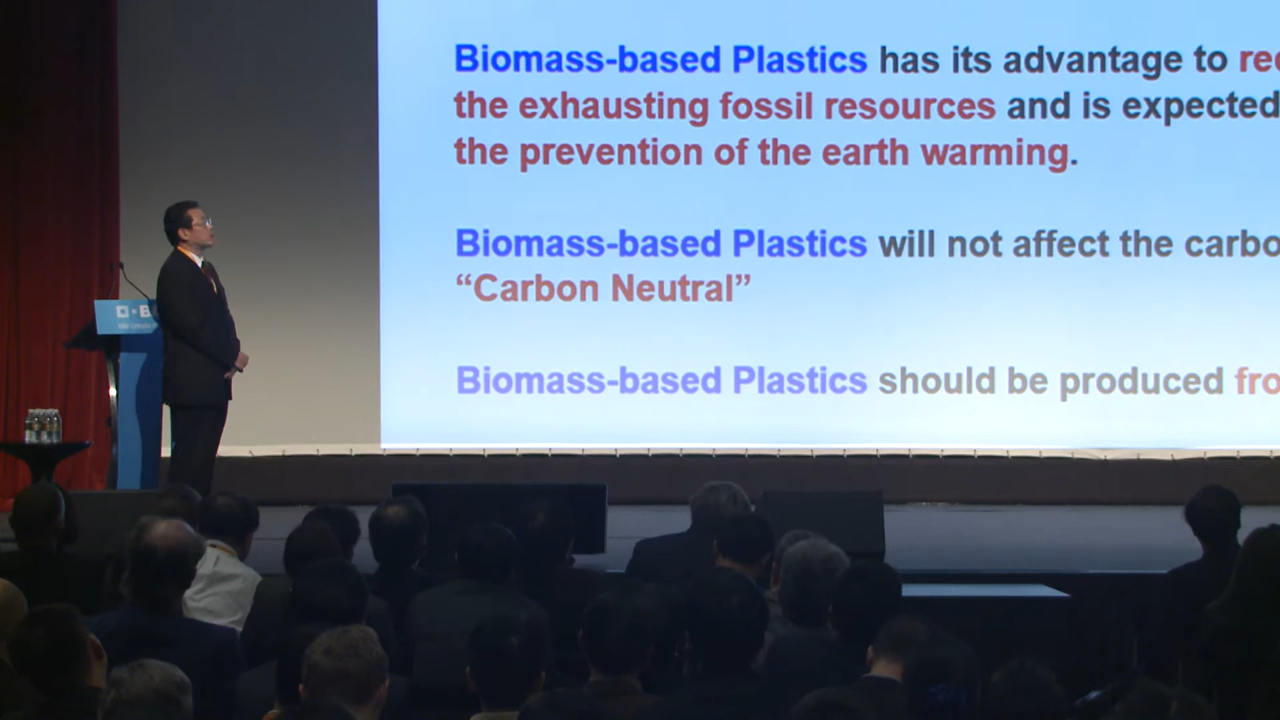 Biomass-based Plastics has its advantage to
the exhausting fossil resources and is expected
the prevention of the earth warming.
Biomass-based Plastics will not affect the
“Carbon Neutral”
Biomass-based Plastics should be produced